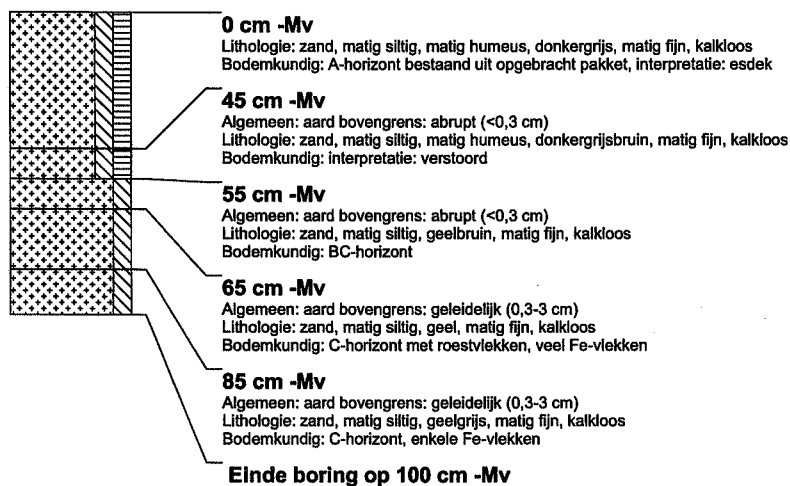 0 cm -Mv
Lithologie: zand, matig siltig, matig humeus, donkergrijs, matig fijn, kalkloos
Bodemkundig: A-horizont bestaand uit opgebracht pakket, interpretatie: esdek
45 cm -Mv
Algemeen: aard bovengrens: abrupt (<0,3 cm)
Lithologie: zand, matig siltig, matig humeus, donkergrijsbruin, matig fijn, kalkloos
Bodemkundig: interpretatie: verstoord
55 cm -Mv
Algemeen: aard bovengrens: abrupt (<0,3 cm)
Lithologie: zand, matig siltig, geelbruin, matig fijn, kalkloos
Bodemkundig: BC-horizont
65 cm -Mv
Algemeen: aard bovengrens: geleidelijk (0,3-3 cm)
Lithologie: zand, matig siltig, geel, matig fijn, kalkloos
Bodemkundig: C-horizont met roestvlekken, veel Fe-vlekken
85 cm -Mv
Algemeen: aard bovengrens: geleidelijk (0,3-3 cm)
Lithologie: zand, matig siltig, geelgrijs, matig fijn, kalkloos
Bodemkundig: C-horizont, enkele Fe-vlekken
Einde boring op 100 cm -Mv